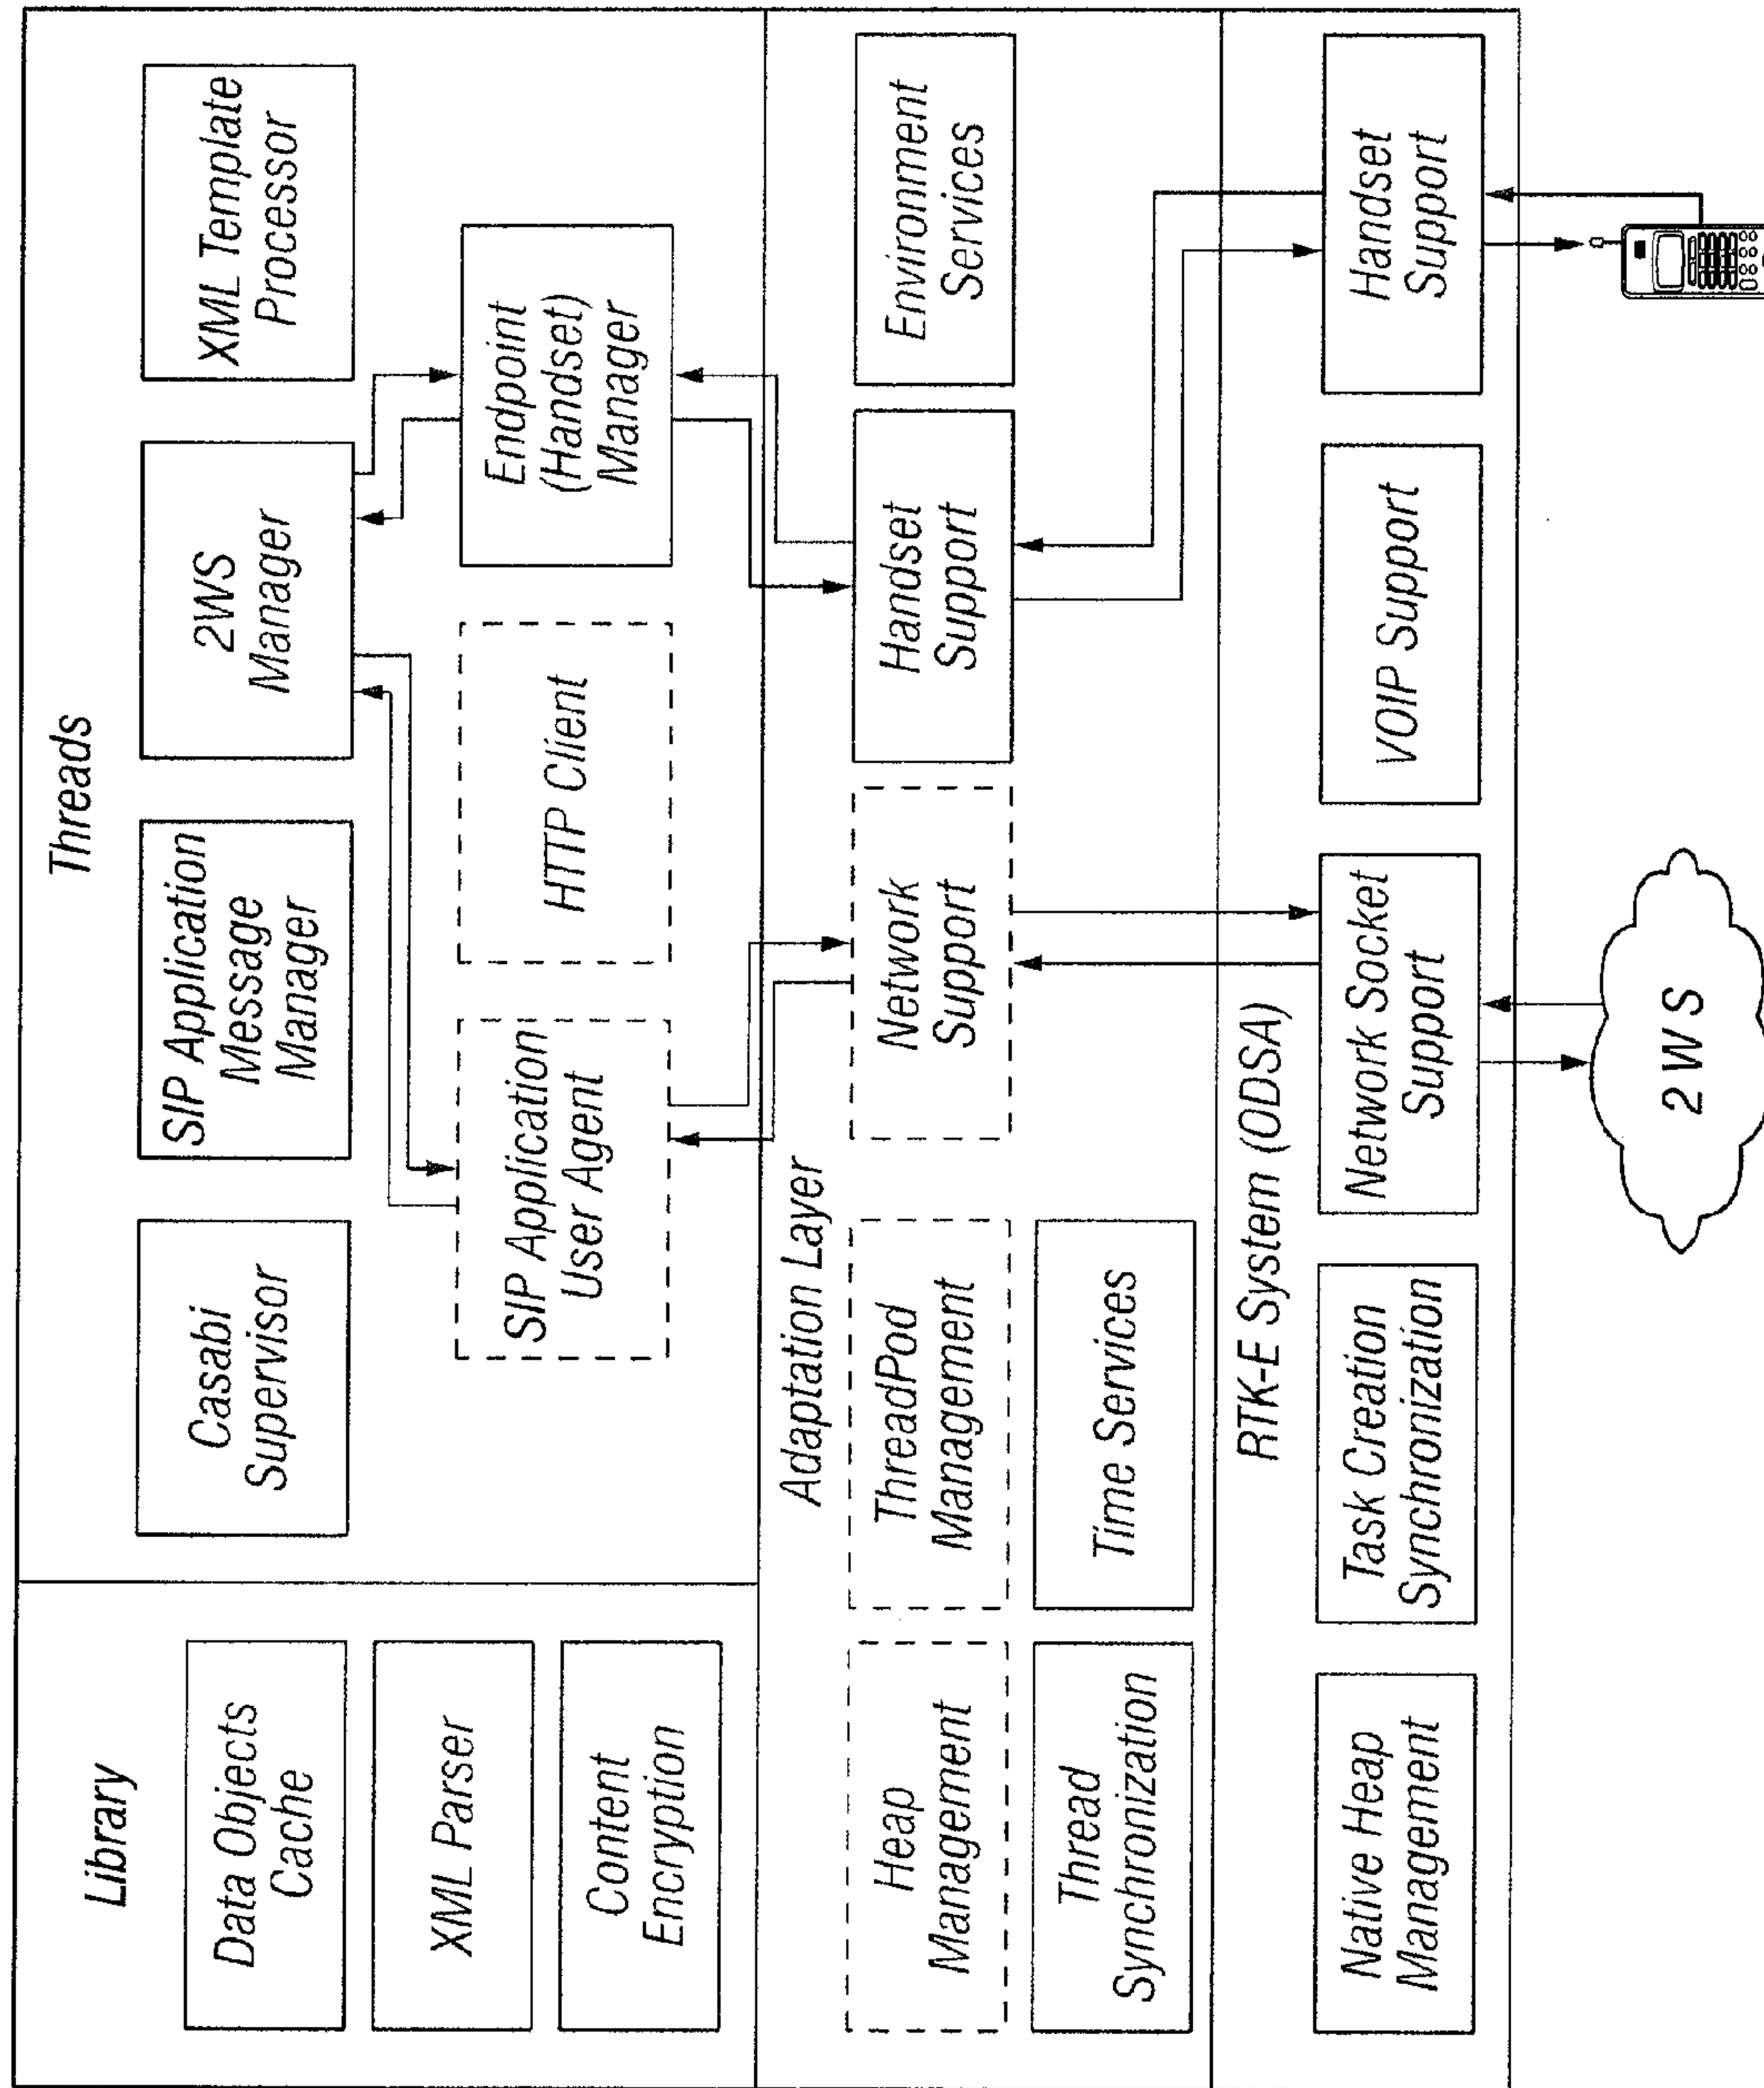 Library
Data Objects
Cache
XML Parser
Content
Encryption
Threads
Casabi
Supervisor
SIP Application
Message
Manager
2WS
Manager
XML Template
Processor
SIP Application
User Agent
HTTP Client
Endpoint
(Handset)
Manager
Adaptation Layer
Heap
Management
ThreadPod
Management
Network
Support
Handset
Support
Environment
Services
Thread
Synchronization
Time Services
RTK-E System (ODSA)
Native Heap
Management
Task Creation
Synchronization
Network Socket
Support
VOIP Support
Handset
Support
2WS